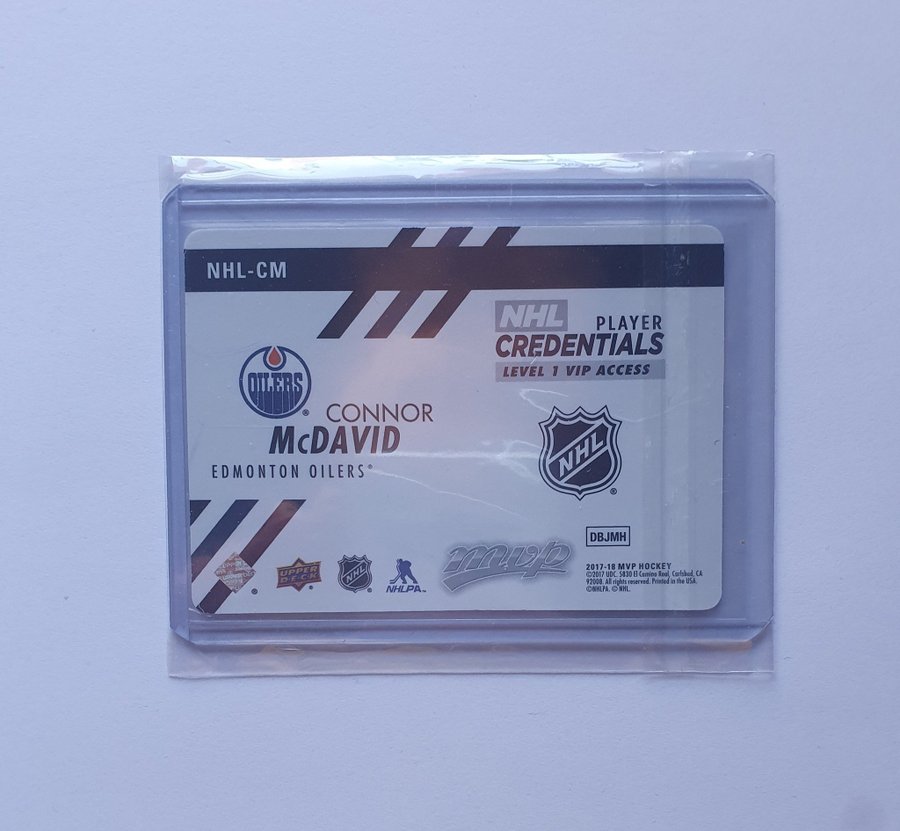 NHL-CM
NHL PLAYER
CREDENTIALS
LEVEL 1 VIP ACCESS
OILERS
®
CONNOR
McDAVID
EDMONTON OILERS®
NHL
®
DBJMH
UPPER
DECK
NHL
NHLPA™
mvp
2017-18 MVP HOCKEY
©2017 UDC. 5830 El Camino Real, Carlsbad, CA
92008. All rights reserved. Printed in the USA.
©NHLPA. © NHL.